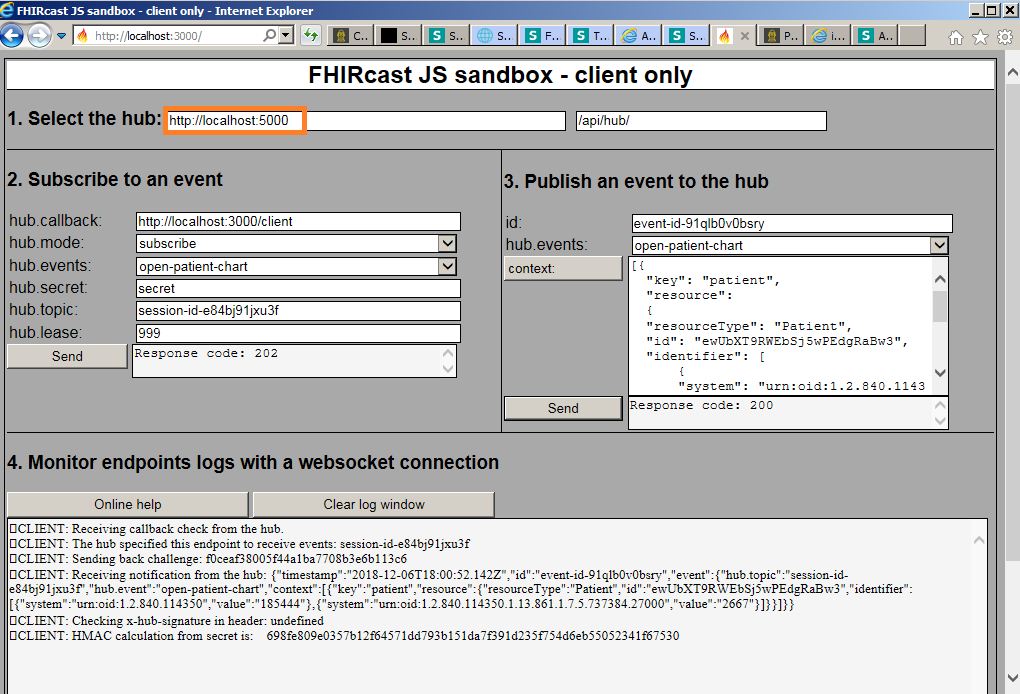 FHIRcast JS sandbox - client only - Internet Explorer
http://localhost:3000/
C.. S.. S S.. S.. S F.. S T.. A.. S S.. P.. i... S A..
FHIRcast JS sandbox - client only
1. Select the hub: http://localhost:5000 /api/hub/
2. Subscribe to an event
hub.callback: http://localhost:3000/client
hub.mode: subscribe
hub.events: open-patient-chart
hub.secret: secret
hub.topic: session-id-e84bj91jxu3f
hub.lease: 999
Send Response code: 202
3. Publish an event to the hub
id: event-id-91qlb0v0bsry
hub.events: open-patient-chart
context: [{
"key": "patient",
"resource":
{
"resourceType": "Patient",
"id": "ewUbXT9RWEbSj5wPEdgRaBw3",
"identifier": [
{
"system": "urn:oid:1.2.840.1143
Send Response code: 200
4. Monitor endpoints logs with a websocket connection
Online help Clear log window
▯CLIENT: Receiving callback check from the hub.
▯CLIENT: The hub specified this endpoint to receive events: session-id-e84bj91jxu3f
▯CLIENT: Sending back challenge: f0ceaf38005f44a1ba7708b3e6b113c6
▯CLIENT: Receiving notification from the hub: {"timestamp":"2018-12-06T18:00:52.142Z","id":"event-id-91qlb0v0bsry","event":{"hub.topic":"session-id-
e84bj91jxu3f","hub.event":"open-patient-chart","context":[{"key":"patient","resource":{"resourceType":"Patient","id":"ewUbXT9RWEbSj5wPEdgRaBw3","identifier":
[{"system":"urn:oid:1.2.840.114350","value":"185444"},{"system":"urn:oid:1.2.840.114350.1.13.861.1.7.5.737384.27000","value":"2667"}]}}]}}
▯CLIENT: Checking x-hub-signature in header: undefined
▯CLIENT: HMAC calculation from secret is: 698fe809e0357b12f64571dd793b151da7f391d235f754d6eb55052341f67530